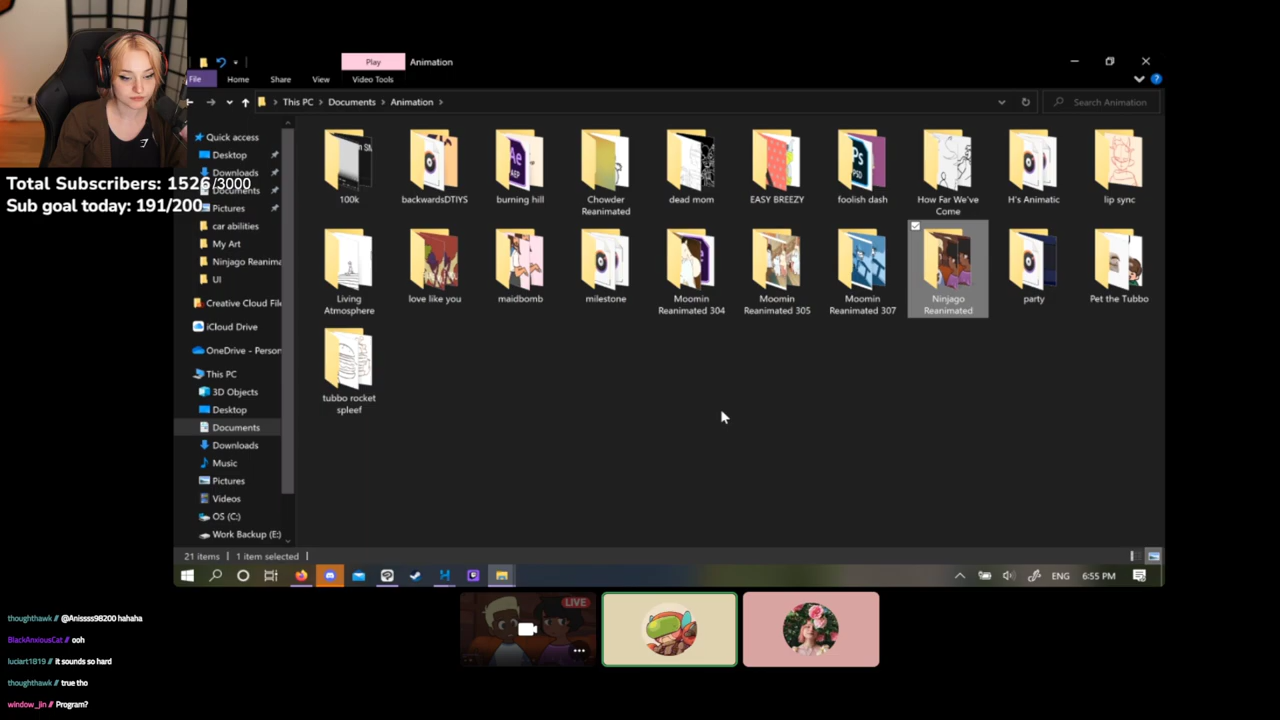 Play
Animation
File
Home
Share
View
Video Tools
This PC
Documents
Animation
Search Animation
Quick access
Desktop
Downloads
Documents
Pictures
car abilities
My Art
Ninjago Reanima
UI
Creative Cloud File
iCloud Drive
OneDrive - Person
This PC
3D Objects
Desktop
Documents
Downloads
Music
Pictures
Videos
OS (C:)
Work Backup (E:)
Total Subscribers: 1526/3000
Sub goal today: 191/200
100k
backwardsDTIYS
burning hill
Chowder
Reanimated
dead mom
EASY BREEZY
foolish dash
How Far We've
Come
H's Animatic
lip sync
Living
Atmosphere
love like you
maidbomb
milestone
Moomin
Reanimated 304
Moomin
Reanimated 305
Moomin
Reanimated 307
Ninjago
Reanimated
party
Pet the Tubbo
tubbo rocket
spleef
Ae
AEP
Ps
PSD
21 items
1 item selected
ENG
6:55 PM
LIVE
thoughthawk // @Anissss98200 hahaha
BlackAnxiousCat // ooh
luciart1819 // it sounds so hard
thoughthawk // true tho
window_jin // Program?